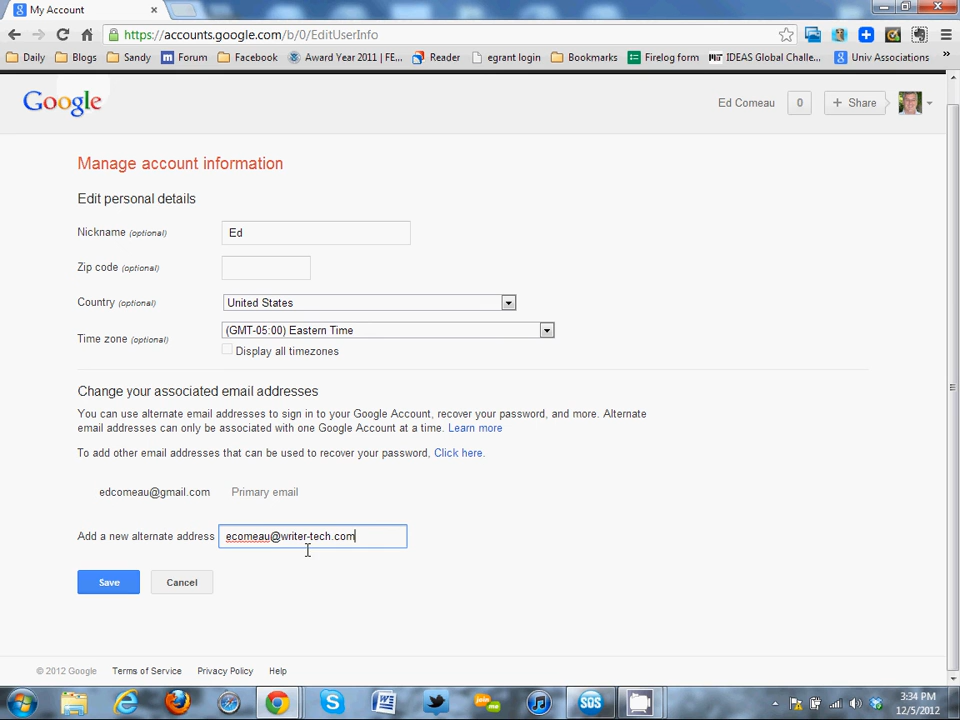 My Account
https://accounts.google.com/b/0/EditUserInfo
Daily Blogs Sandy Forum Facebook Award Year 2011 | FE... Reader egrant login Bookmarks Firelog form IDEAS Global Challe... Univ Associations »
Google
Ed Comeau 0 + Share
Manage account information
Edit personal details
Nickname (optional) Ed
Zip code (optional)
Country (optional) United States
Time zone (optional) (GMT-05:00) Eastern Time
Display all timezones
Change your associated email addresses
You can use alternate email addresses to sign in to your Google Account, recover your password, and more. Alternate
email addresses can only be associated with one Google Account at a time. Learn more
To add other email addresses that can be used to recover your password, Click here.
edcomeau@gmail.com Primary email
Add a new alternate address ecomeau@writer-tech.com
Save Cancel
© 2012 Google Terms of Service Privacy Policy Help
SOS
3:34 PM
12/5/2012